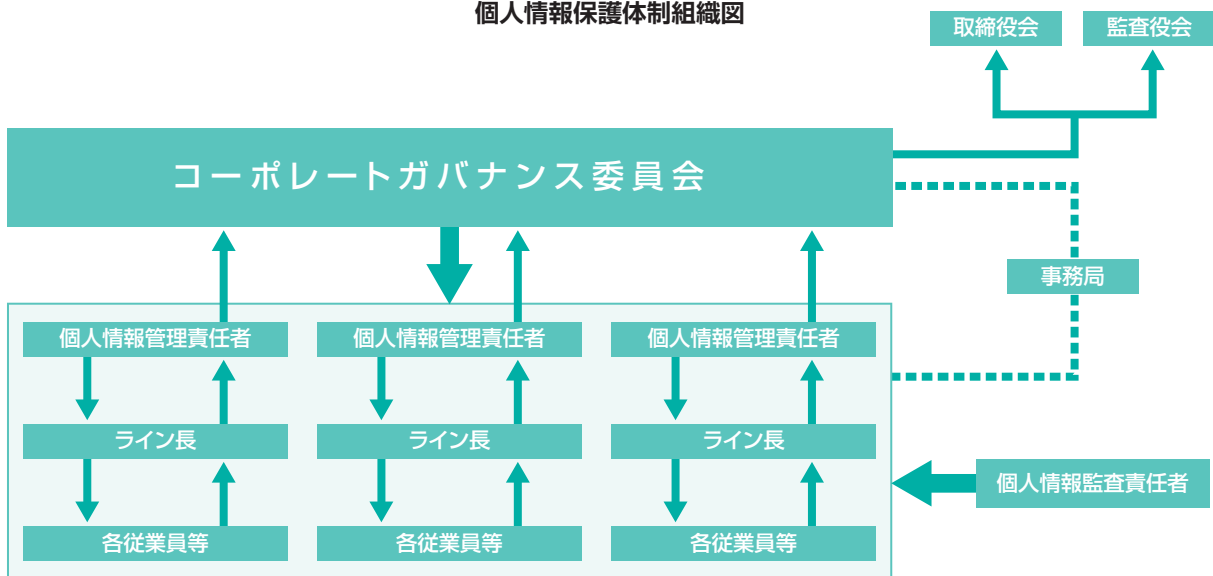 個人情報保護体制組織図
取締役会
監査役会
コーポレートガバナンス委員会
事務局
個人情報管理責任者
個人情報管理責任者
個人情報管理責任者
ライン長
ライン長
ライン長
個人情報監査責任者
各従業員等
各従業員等
各従業員等